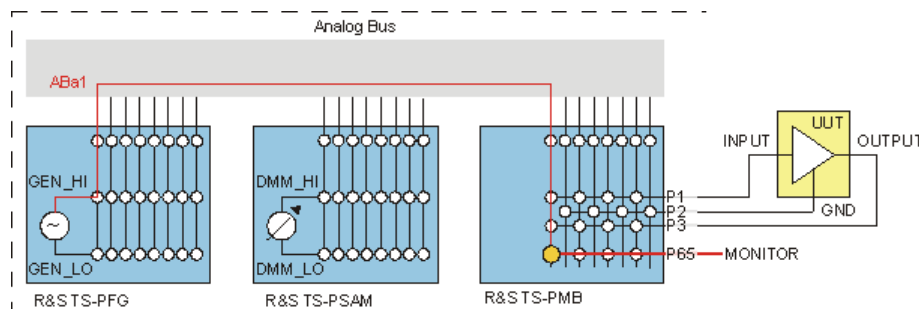 Analog Bus
ABa1
UUT
INPUT
OUTPUT
GEN_HI
DMM_HI
P1
P2
GND
P3
~
GEN_LO
DMM_LO
P65
MONITOR
R&S TS-PFG
R&S TS-PSAM
R&S TS-PMB